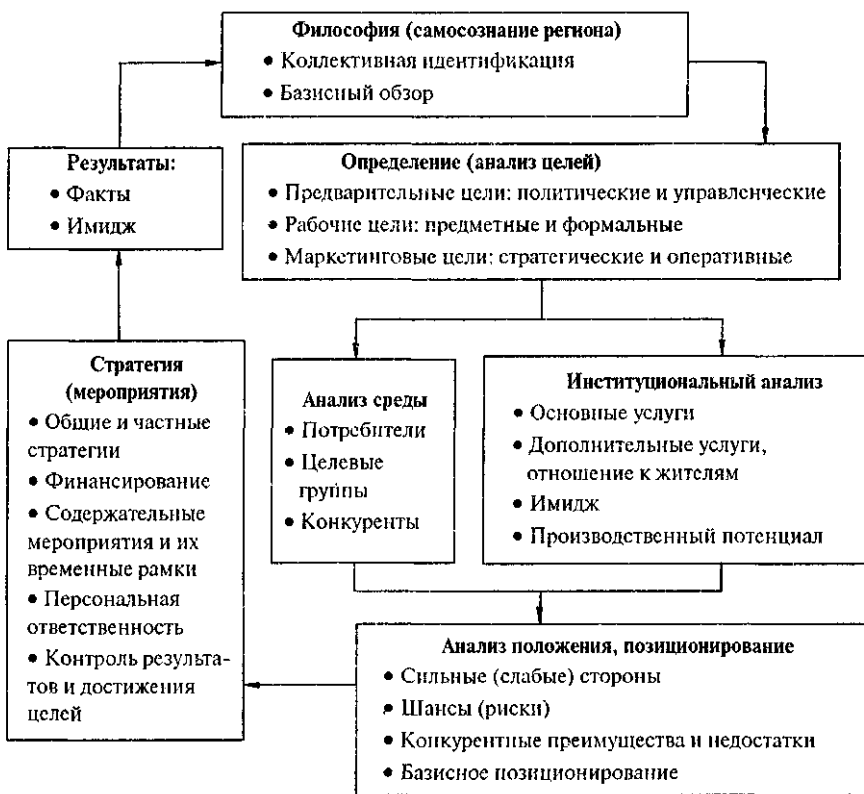 Философия (самосознание региона)
• Коллективная идентификация
• Базисный обзор
Результаты:
• Факты
• Имидж
Определение (анализ целей)
• Предварительные цели: политические и управленческие
• Рабочие цели: предметные и формальные
• Маркетинговые цели: стратегические и оперативные
Стратегия
(мероприятия)
• Общие и частные
стратегии
• Финансирование
• Содержательные
мероприятия и их
временные рамки
• Персональная
ответственность
• Контроль результа-
тов и достижения
целей
Анализ среды
• Потребители
• Целевые
группы
• Конкуренты
Институциональный анализ
• Основные услуги
• Дополнительные услуги,
отношение к жителям
• Имидж
• Производственный потенциал
Анализ положения, позиционирование
• Сильные (слабые) стороны
• Шансы (риски)
• Конкурентные преимущества и недостатки
• Базисное позиционирование